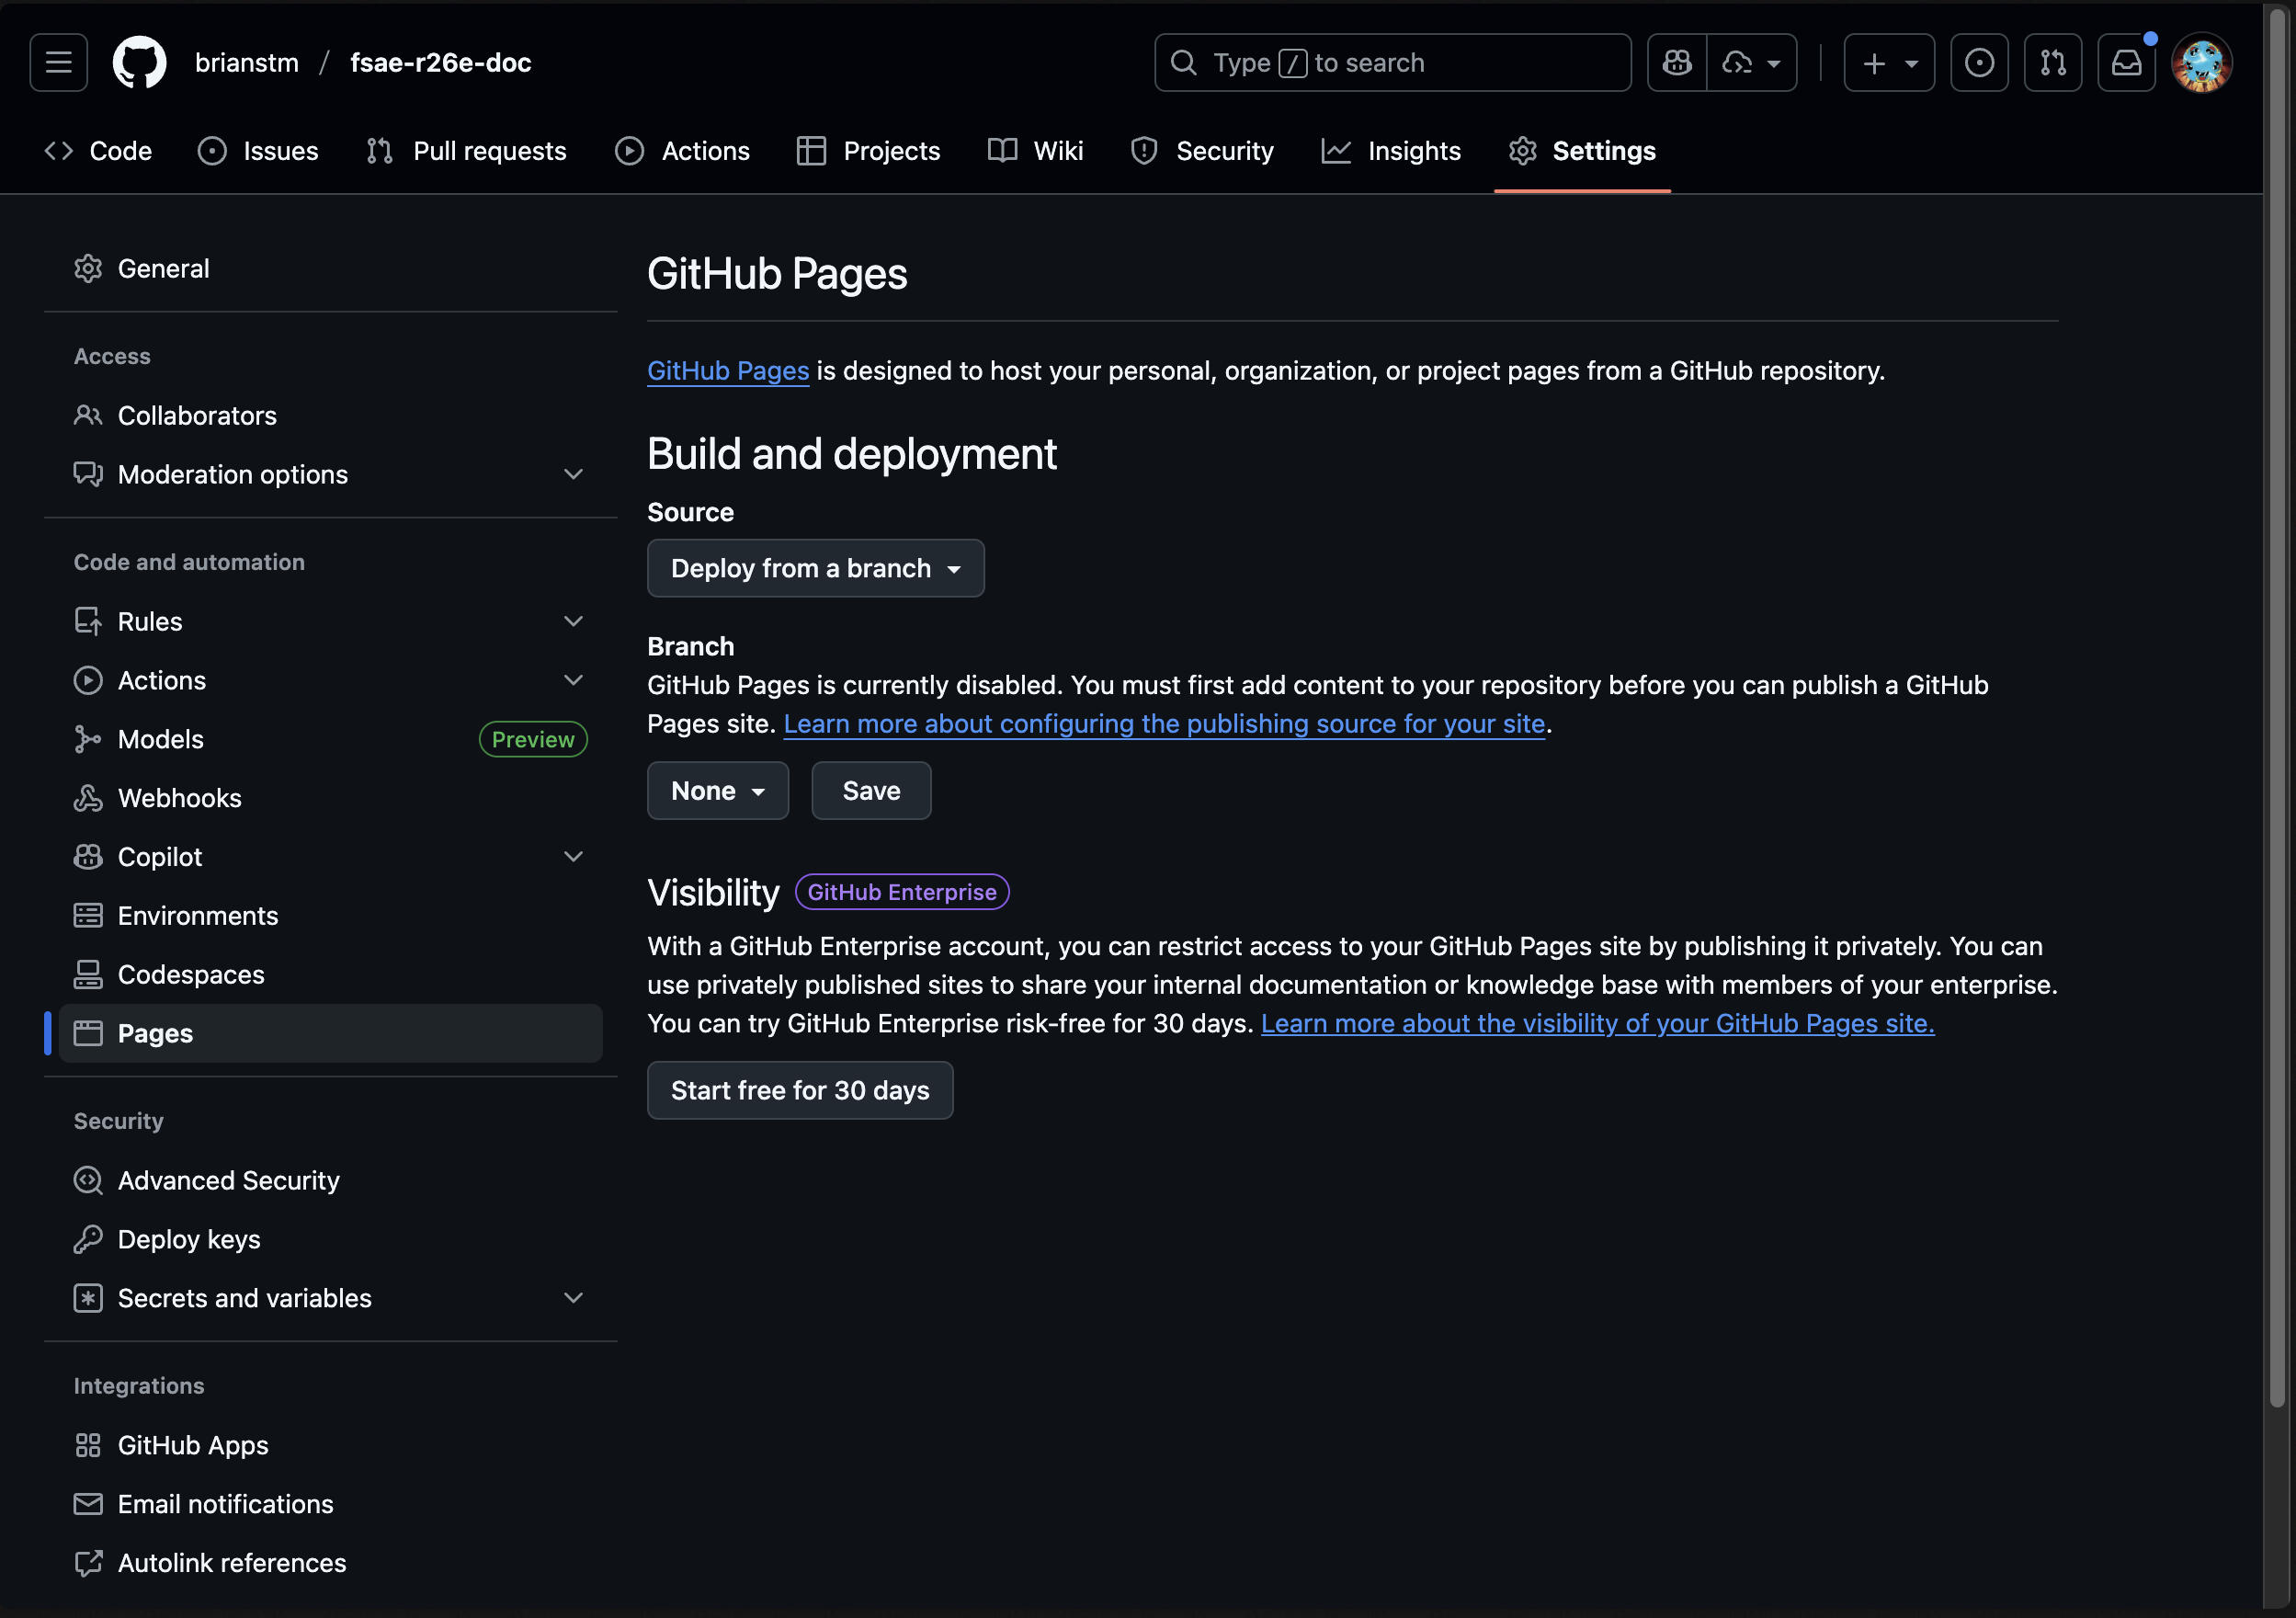 brianstm / fsae-r26e-doc
Type / to search
Code Issues Pull requests Actions Projects Wiki Security Insights Settings
General
Access
Collaborators
Moderation options
Code and automation
Rules
Actions
Models Preview
Webhooks
Copilot
Environments
Codespaces
Pages
Security
Advanced Security
Deploy keys
Secrets and variables
Integrations
GitHub Apps
Email notifications
Autolink references
GitHub Pages
GitHub Pages is designed to host your personal, organization, or project pages from a GitHub repository.
Build and deployment
Source
Deploy from a branch
Branch
GitHub Pages is currently disabled. You must first add content to your repository before you can publish a GitHub
Pages site. Learn more about configuring the publishing source for your site.
None Save
Visibility GitHub Enterprise
With a GitHub Enterprise account, you can restrict access to your GitHub Pages site by publishing it privately. You can
use privately published sites to share your internal documentation or knowledge base with members of your enterprise.
You can try GitHub Enterprise risk-free for 30 days. Learn more about the visibility of your GitHub Pages site.
Start free for 30 days